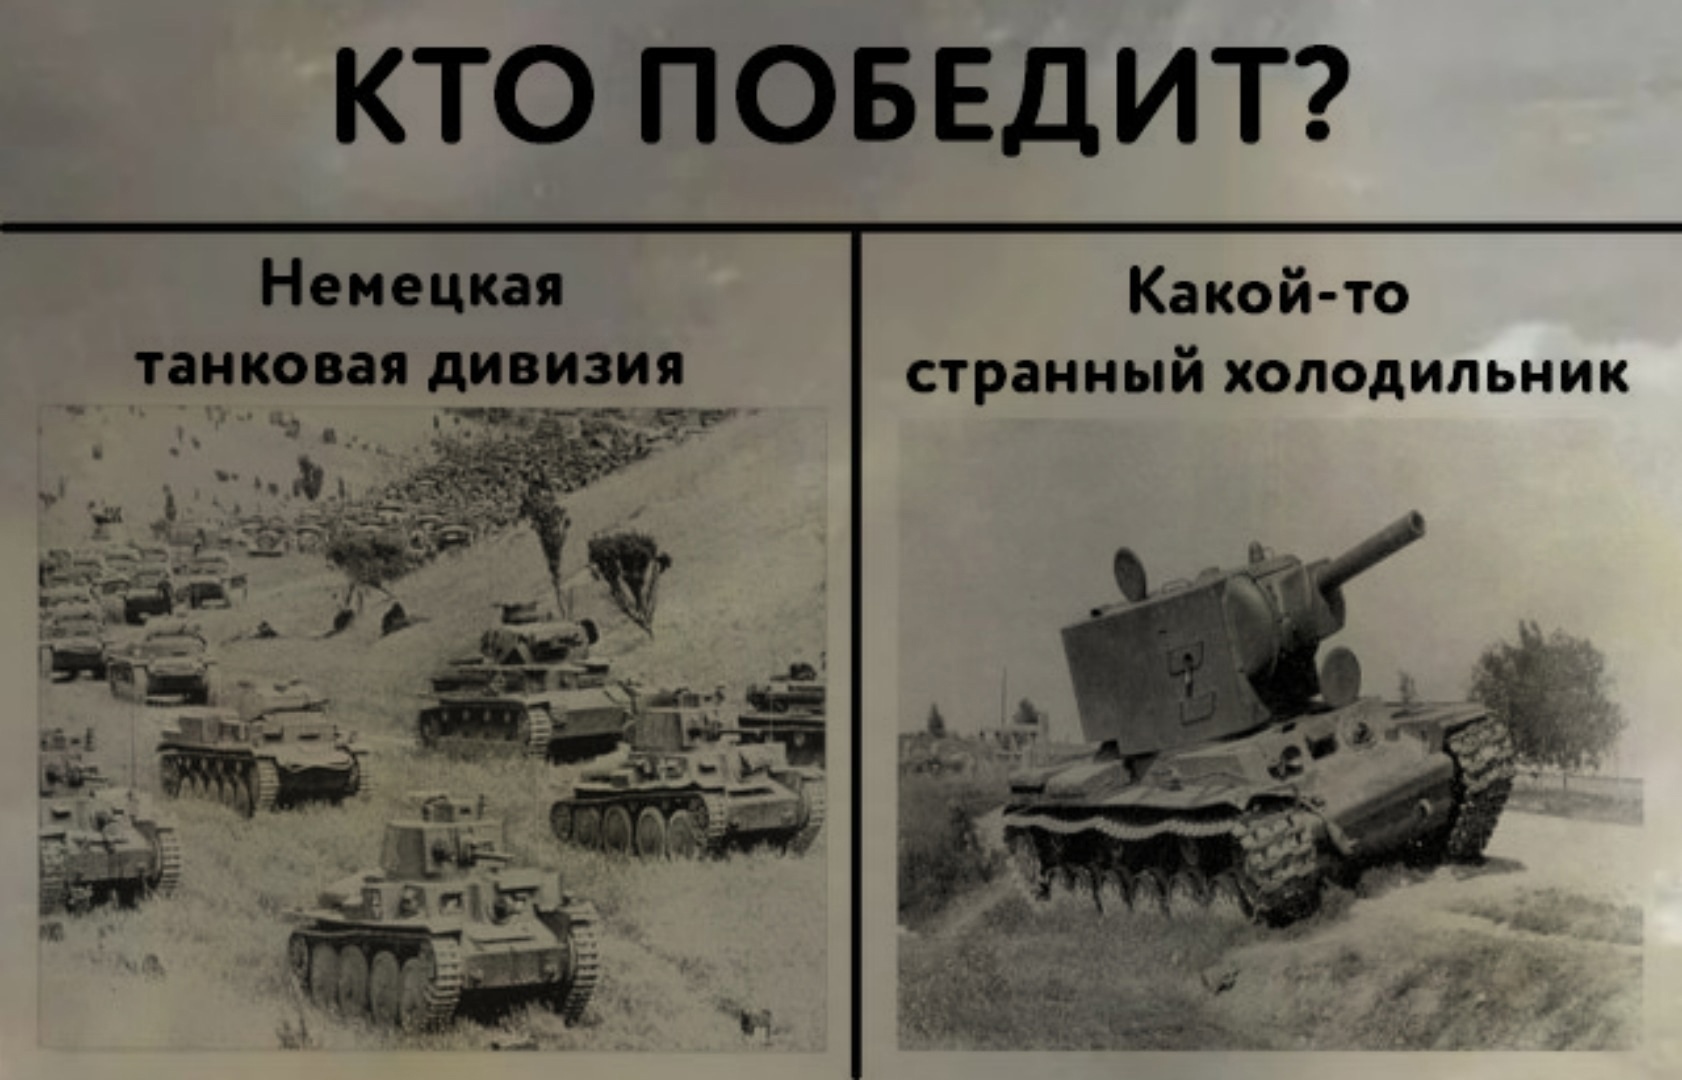 КТО ПОБЕДИТ?
Немецкая
танковая дивизия
Какой-то
странный холодильник